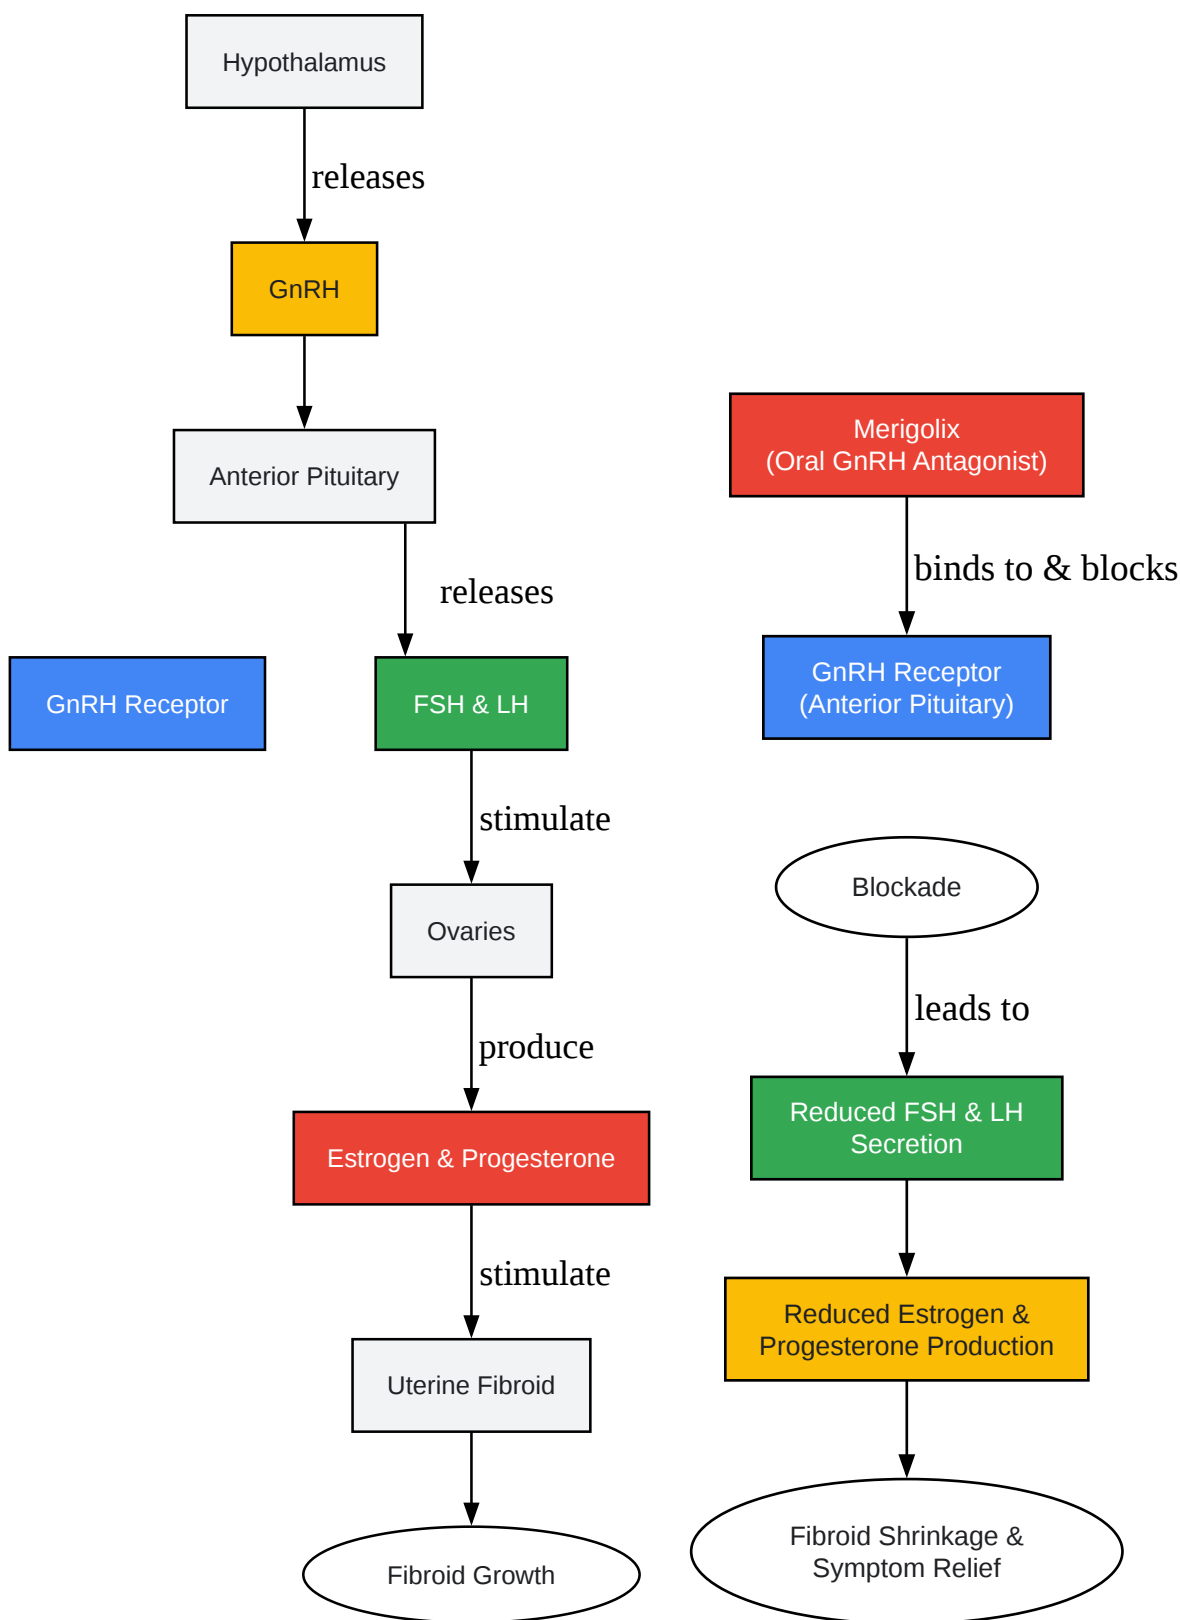 Hypothalamus
releases
GnRH
Anterior Pituitary
releases
GnRH Receptor
FSH & LH
stimulate
Ovaries
produce
Estrogen & Progesterone
stimulate
Uterine Fibroid
Fibroid Growth
Merigolix
(Oral GnRH Antagonist)
binds to & blocks
GnRH Receptor
(Anterior Pituitary)
Blockade
leads to
Reduced FSH & LH
Secretion
Reduced Estrogen &
Progesterone Production
Fibroid Shrinkage &
Symptom Relief